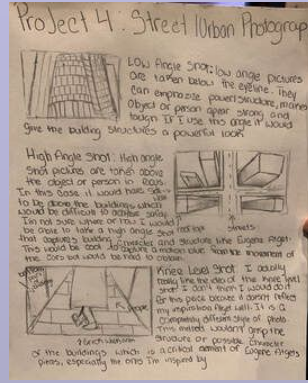 Project 4: Street/Urban Photograp
Low Angle Shot: low angle pictures
are taken below the eyeline. They
can emphasize power/structure, makes
object or person apear strong and
tough. If I use this angle it would
give the building structures a powerful look.
High Angle Shot: High angle
shot pictures are taken above
the object or person in focus.
In this case, it would have
to be above the buildings which
would be difficult to achieve
I'm not sure where or how I would
be able to take a high angle shot
that captures building character and structure like Eugene Atget.
This would be cool to capture a motion blur from the movement of
the cars but would be hard to obtain.
rooftops
streets
Knee Level Shot: I actually
really like the idea of the knee level
shot. I don't think I would do it
for this piece because it doesn't reflect
my inspiration Atget well. It is a
completely different style of photo.
This method wouldn't grasp the
structure or possible character
of the buildings which is a critical element of Eugene Atgets
pieces, especially the ones I'm inspired by
people